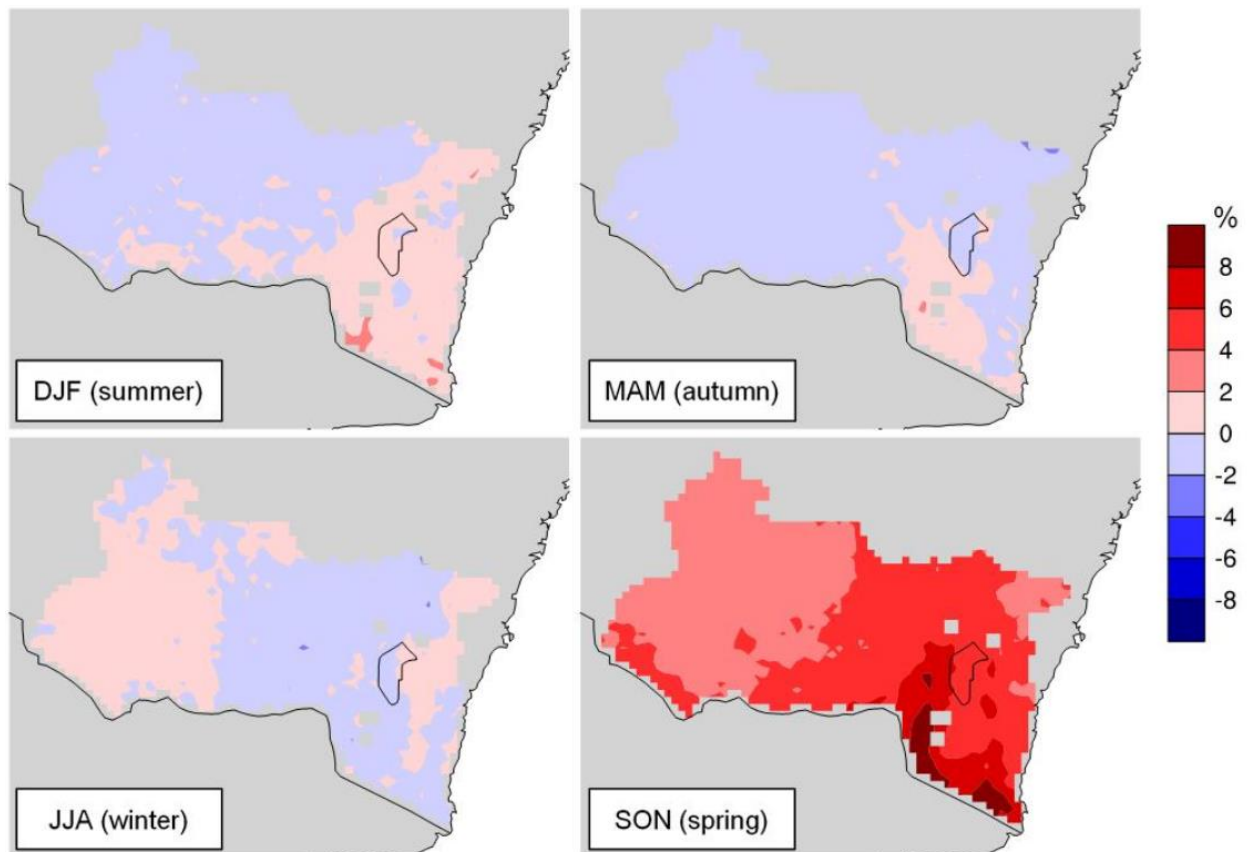 DJF (summer)
MAM (autumn)
%
8
6
4
2
0
-2
-4
-6
-8
JJA (winter)
SON (spring)